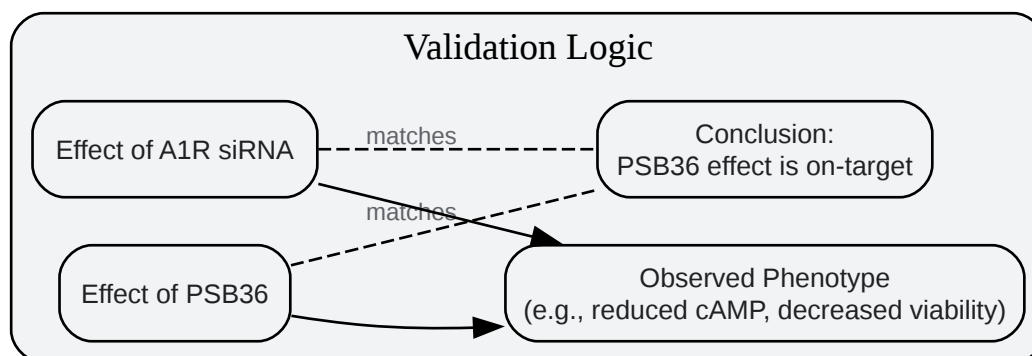 Validation Logic
Effect of A1R siRNA
matches
Conclusion:
PSB36 effect is on-target
matches
Effect of PSB36
Observed Phenotype
(e.g., reduced cAMP, decreased viability)